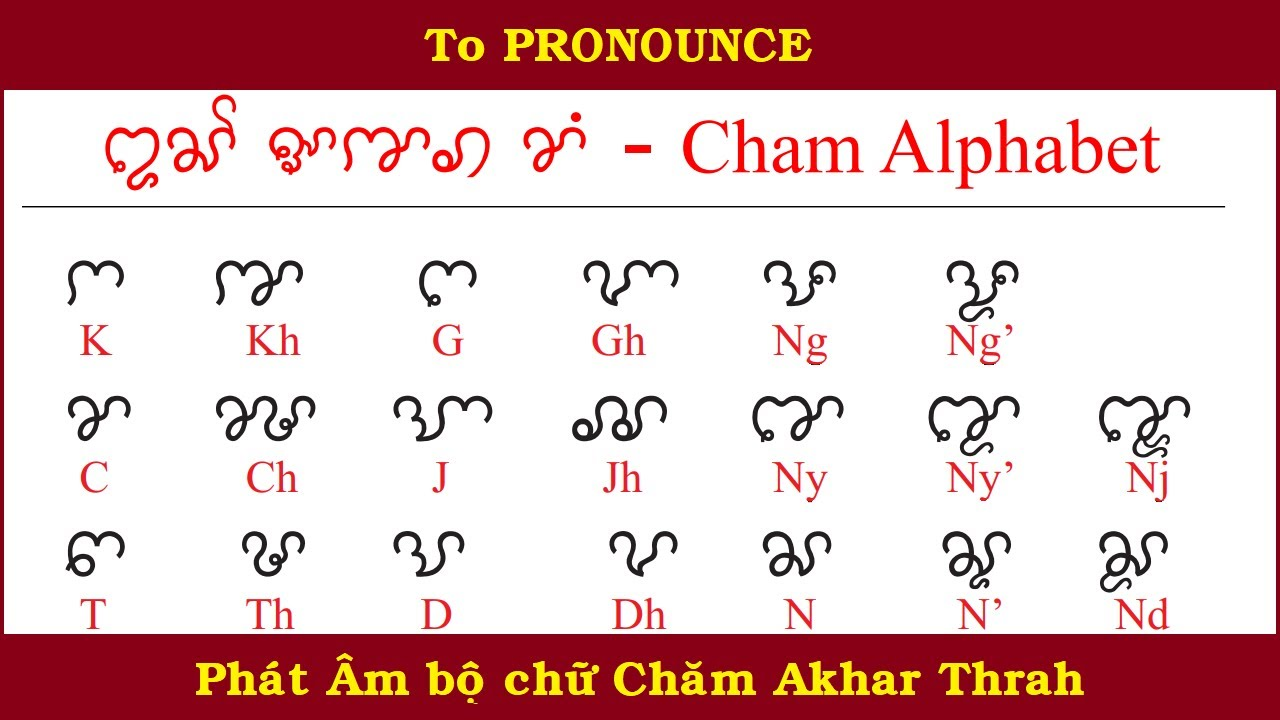 To PRONOUNCE
- Cham Alphabet
ꨆ ꨇ ꨈ ꨉ ꨊ ꨋ
K Kh G Gh Ng Ng’
ꨌ ꨍ ꨎ ꨏ ꨐ ꨑ ꨒ
C Ch J Jh Ny Ny’ Nj
ꨓ ꨔ ꨕ ꨖ ꨗ ꨘ ꨙ
T Th D Dh N N’ Nd
Phát Âm bộ chữ Chăm Akhar Thrah